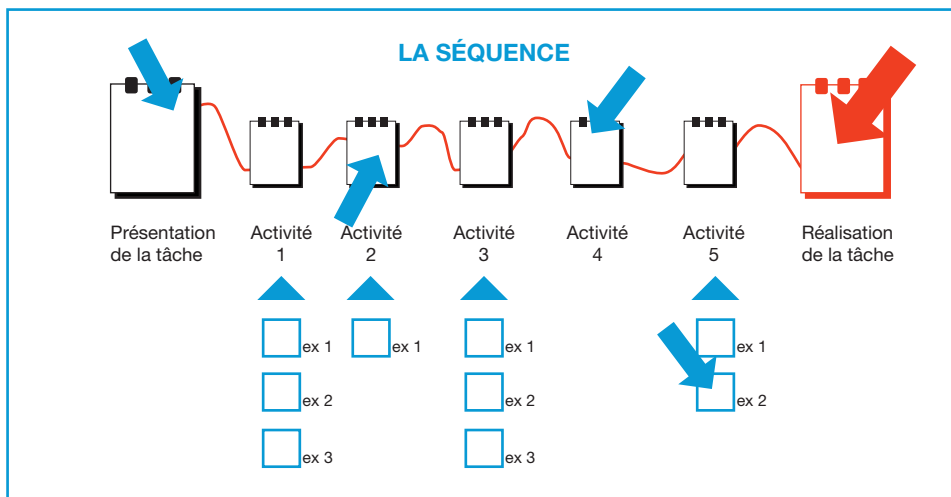 LA SÉQUENCE
Présentation
de la tâche
Activité
1
Activité
2
Activité
3
Activité
4
Activité
5
Réalisation
de la tâche
ex 1
ex 1
ex 1
ex 1
ex 2
ex 2
ex 2
ex 3
ex 3